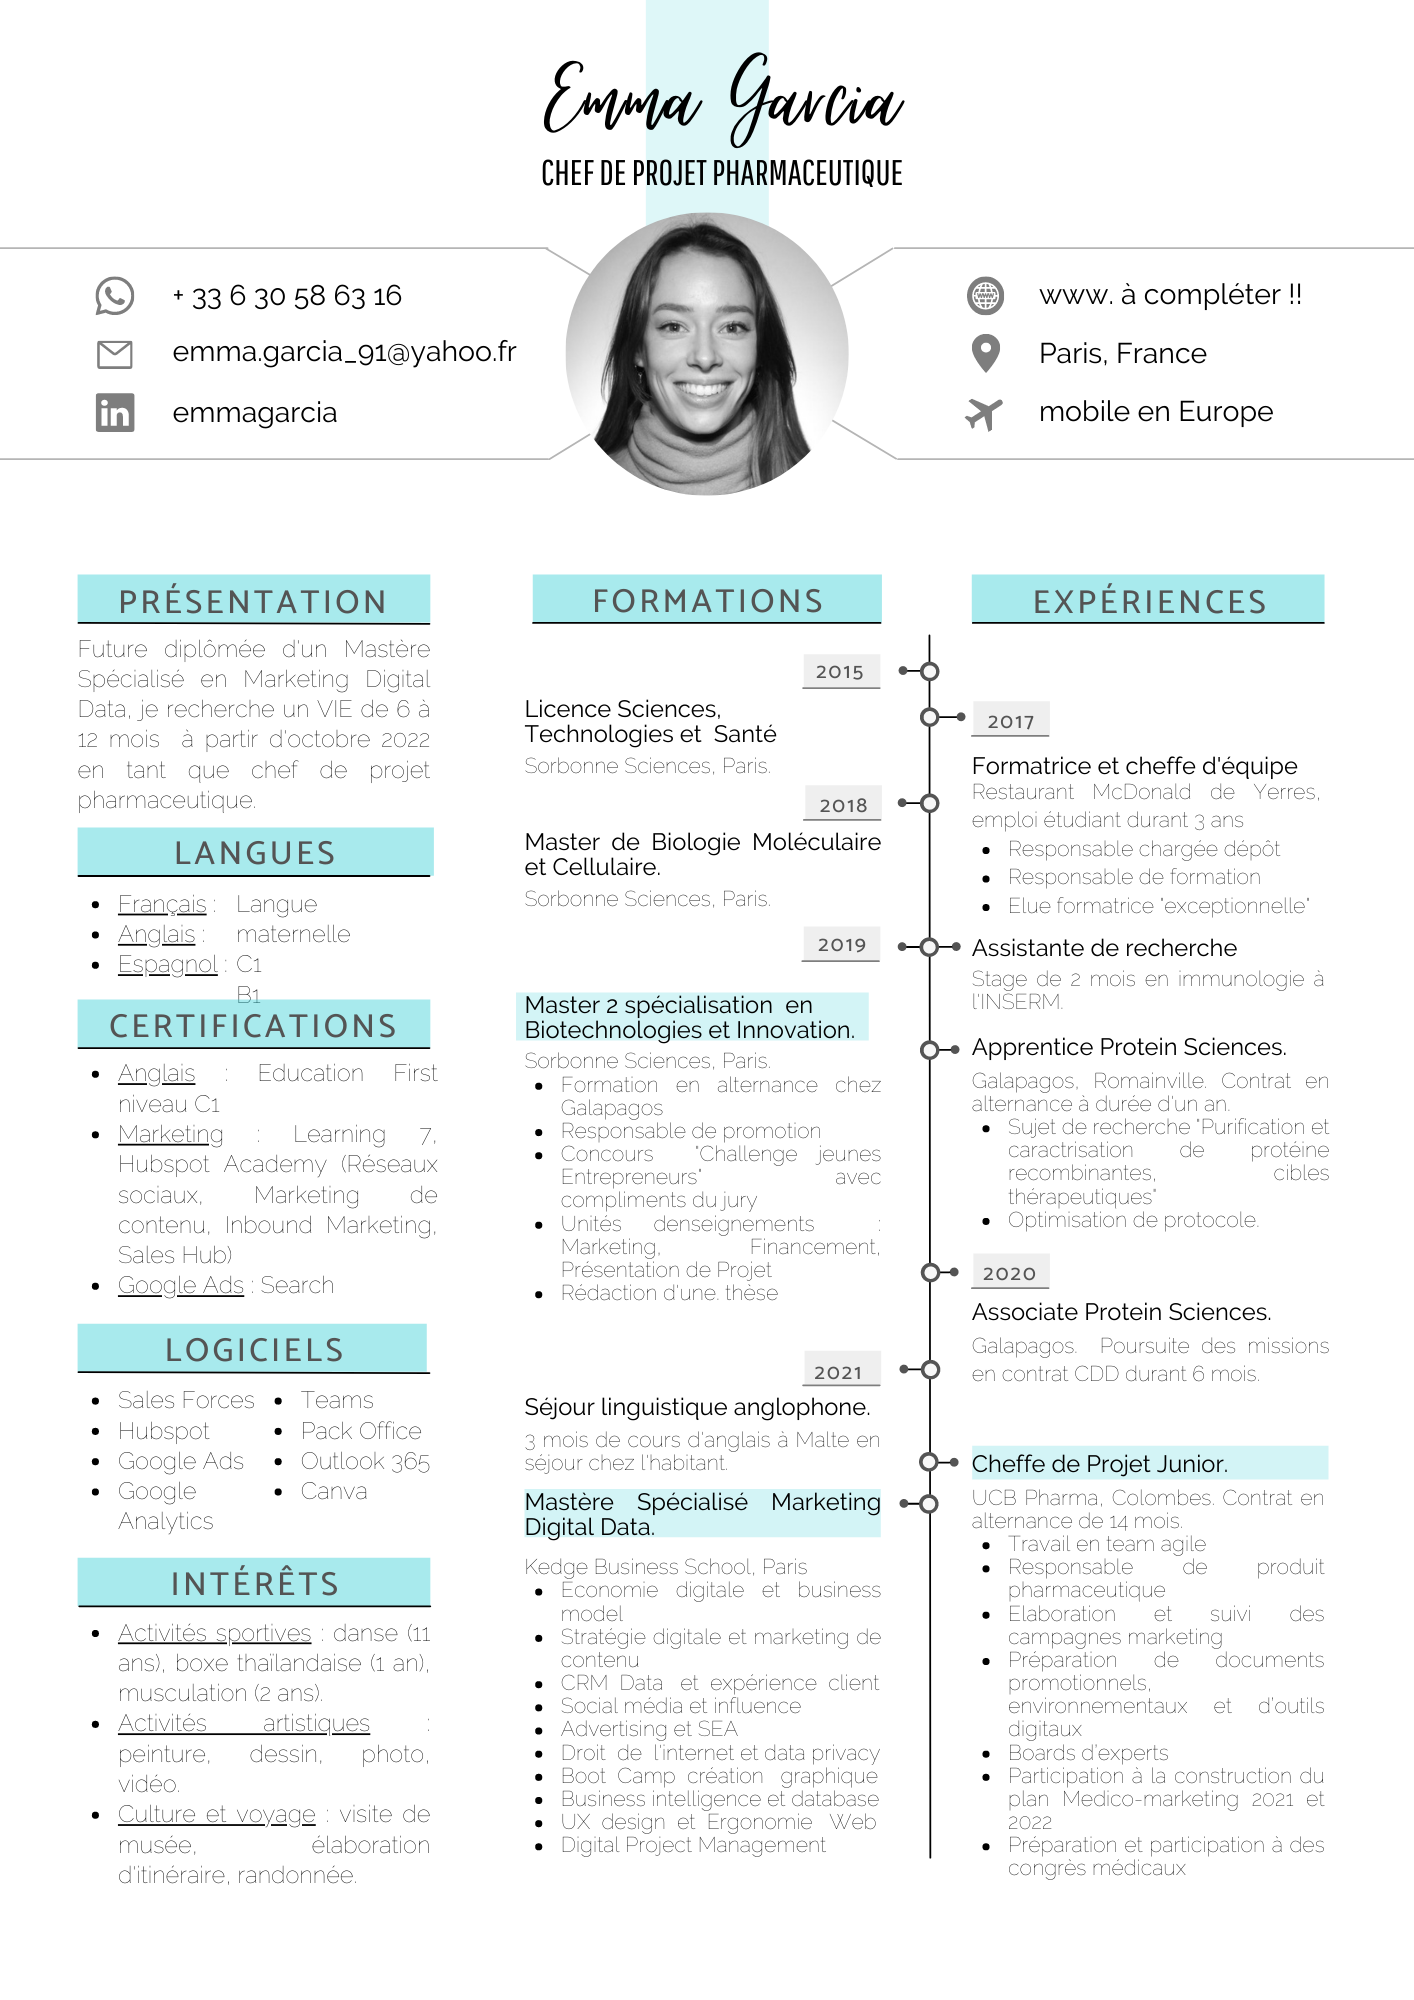 Emma Garcia
CHEF DE PROJET PHARMACEUTIQUE
+ 33 6 30 58 63 16
emma.garcia_91@yahoo.fr
emmagarcia
www. à compléter !!
Paris, France
mobile en Europe
PRÉSENTATION
Future diplômée d'un Mastère
Spécialisé en Marketing Digital
Data, je recherche un VIE de 6 à
12 mois à partir d'octobre 2022
en tant que chef de projet
pharmaceutique.
LANGUES
Français : Langue
Anglais : maternelle
Espagnol : C1
B1
CERTIFICATIONS
Anglais : Education First
niveau C1
Marketing : Learning 7,
Hubspot Academy (Réseaux
sociaux, Marketing de
contenu, Inbound Marketing,
Sales Hub)
Google Ads : Search
LOGICIELS
Sales Forces
Hubspot
Google Ads
Google
Analytics
Teams
Pack Office
Outlook 365
Canva
INTÉRÊTS
Activités sportives : danse (11
ans), boxe thaïlandaise (1 an),
musculation (2 ans).
Activités artistiques :
peinture, dessin, photo,
vidéo.
Culture et voyage : visite de
musée, élaboration
d'itinéraire, randonnée.
FORMATIONS
2015
Licence Sciences,
Technologies et Santé
Sorbonne Sciences, Paris.
2018
Master de Biologie Moléculaire
et Cellulaire.
Sorbonne Sciences, Paris.
2019
Master 2 spécialisation en
Biotechnologies et Innovation.
Sorbonne Sciences, Paris.
Formation en alternance chez
Galapagos
Responsable de promotion
Concours "Challenge jeunes
Entrepreneurs" avec
compliments du jury
Unités denseignements :
Marketing, Financement,
Présentation de Projet
Rédaction d'une. thèse
2021
Séjour linguistique anglophone.
3 mois de cours d'anglais à Malte en
séjour chez l'habitant.
Mastère Spécialisé Marketing
Digital Data.
Kedge Business School, Paris
Economie digitale et business
model
Stratégie digitale et marketing de
contenu
CRM Data et expérience client
Social média et influence
Advertising et SEA
Droit de l'internet et data privacy
Boot Camp création graphique
Business intelligence et database
UX design et Ergonomie Web
Digital Project Management
EXPÉRIENCES
2017
Formatrice et cheffe d'équipe
Restaurant McDonald de Yerres,
emploi étudiant durant 3 ans
Responsable chargée dépôt
Responsable de formation
Elue formatrice "exceptionnelle"
Assistante de recherche
Stage de 2 mois en immunologie à
l'INSERM.
Apprentice Protein Sciences.
Galapagos, Romainville. Contrat en
alternance à durée d'un an.
Sujet de recherche "Purification et
caractrisation de protéine
recombinantes, cibles
thérapeutiques"
Optimisation de protocole.
2020
Associate Protein Sciences.
Galapagos. Poursuite des missions
en contrat CDD durant 6 mois.
Cheffe de Projet Junior.
UCB Pharma, Colombes. Contrat en
alternance de 14 mois.
Travail en team agile
Responsable de produit
pharmaceutique
Elaboration et suivi des
campagnes marketing
Préparation de documents
promotionnels,
environnementaux et d'outils
digitaux
Boards d'experts
Participation à la construction du
plan Medico-marketing 2021 et
2022
Préparation et participation à des
congrès médicaux